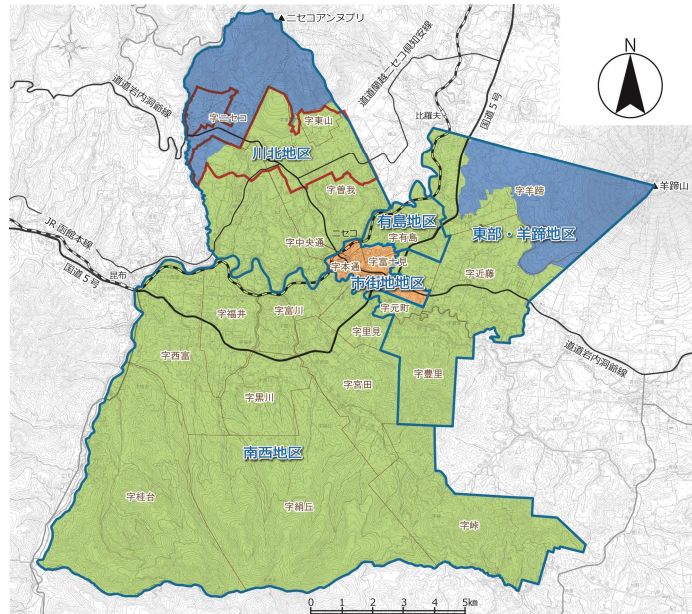 ニセコアンヌプリ
N
道道蘭越ニセコ倶知安線
国道5号
道道岩内洞爺線
比羅夫
字ニセコ
字東山
川北地区
羊蹄山
字羊蹄
字曽我
有島地区
ニセコ
字有島
東部・羊蹄地区
JR函館本線
字中央通
字富士見
字本通
昆布
市街地地区
字近藤
国道5号
字福井
字富川
字元町
字里見
道道岩内洞爺線
字西富
字宮田
字豊里
字黒川
南西地区
字桂台
字絹丘
字峠
0 1 2 3 4 5km